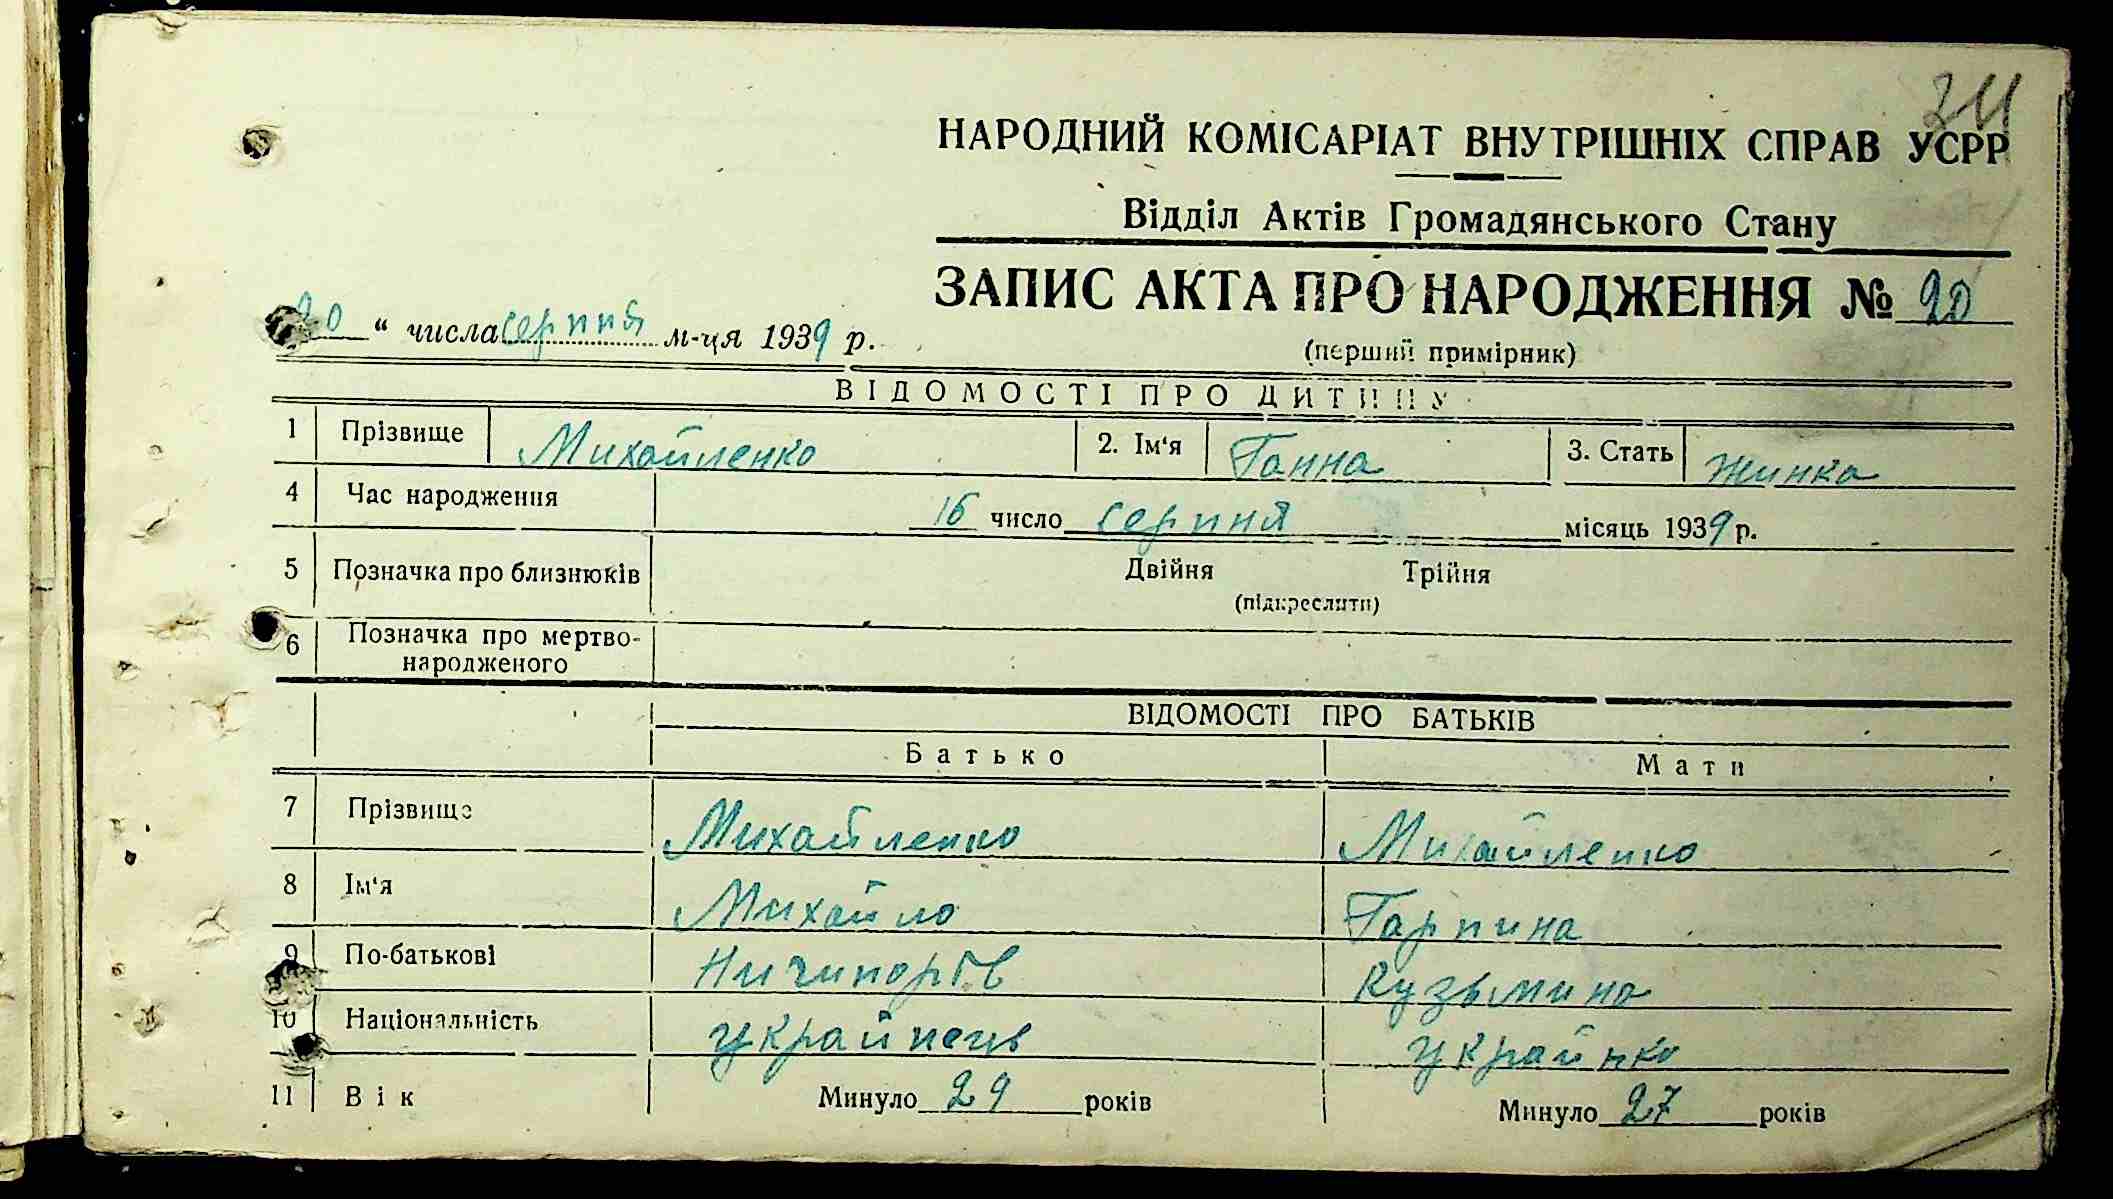 211
НАРОДНИЙ КОМІСАРІАТ ВНУТРІШНІХ СПРАВ УСРР
Відділ Актів Громадянського Стану
ЗАПИС АКТА ПРО НАРОДЖЕННЯ № 90
20 " числа серпня м-ця 1939 р.
(перший примірник)
ВІДОМОСТІ ПРО ДИТИНУ
1 Прізвище Михайленко 2. Ім'я Ганна 3. Стать жинка
4 Час народження 16 число серпня місяць 1939 р.
5 Позначка про близнюків Двійня Трійня
(підкреслити)
6 Позначка про мертво-
народженого
ВІДОМОСТІ ПРО БАТЬКІВ
Батько Мати
7 Прізвище Михайленко Михайленко
8 Ім'я Михайло Гарпина
9 По-батькові Ничипорів Кузьмина
10 Національність українець українка
11 Вік Минуло 29 років Минуло 27 років